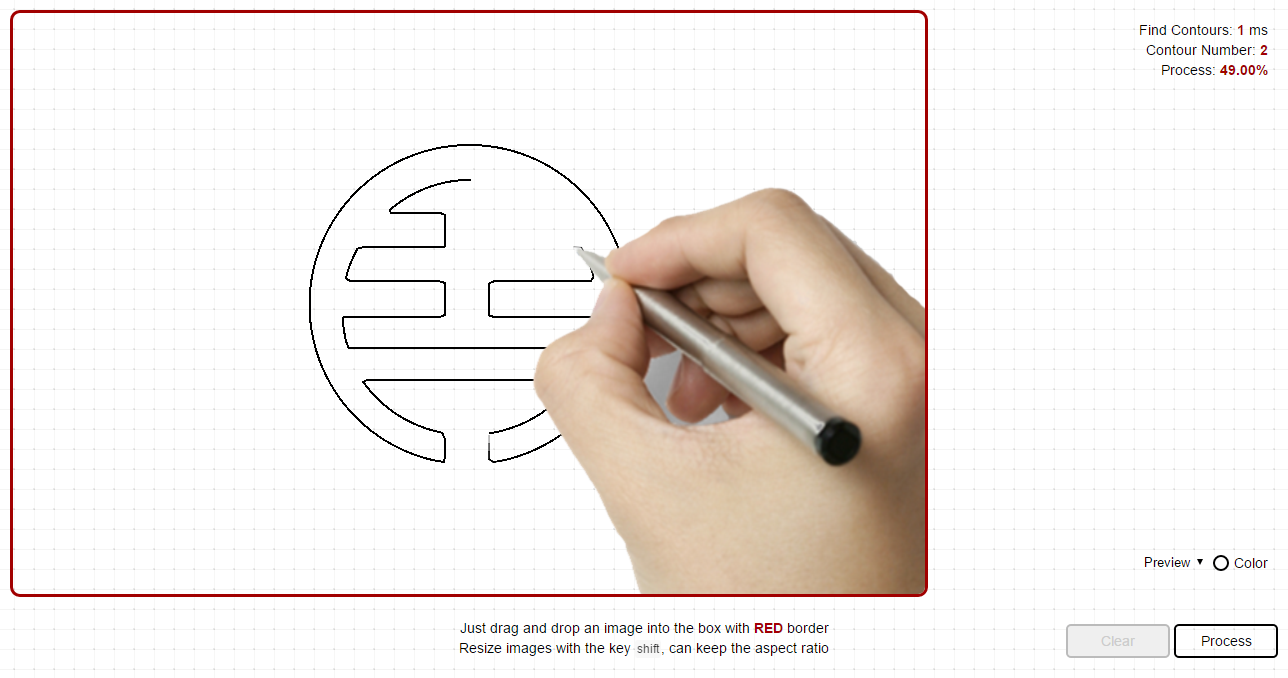 Find Contours: 1 ms
Contour Number: 2
Process: 49.00%
Preview ▼ Color
Just drag and drop an image into the box with RED border
Resize images with the key shift, can keep the aspect ratio
Clear
Process